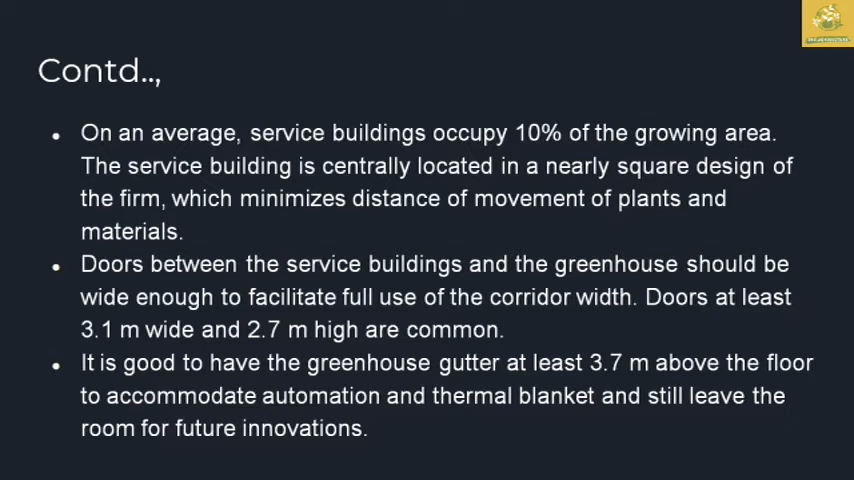 Contd..,
On an average, service buildings occupy 10% of the growing area.
The service building is centrally located in a nearly square design of
the firm, which minimizes distance of movement of plants and
materials.
Doors between the service buildings and the greenhouse should be
wide enough to facilitate full use of the corridor width. Doors at least
3.1 m wide and 2.7 m high are common.
It is good to have the greenhouse gutter at least 3.7 m above the floor
to accommodate automation and thermal blanket and still leave the
room for future innovations.